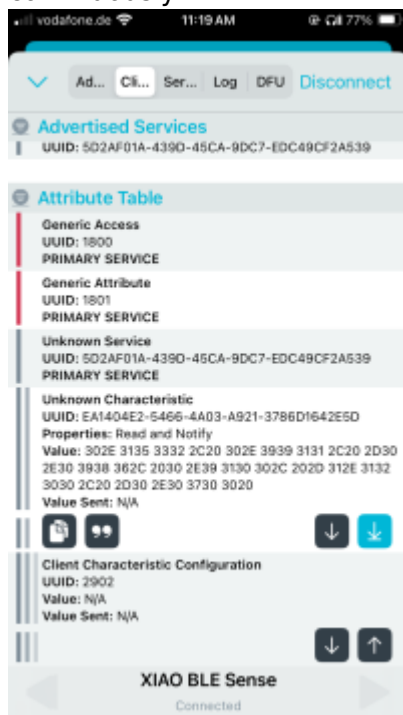 vodafone.de 11:19 AM 77%
Ad... Cli... Ser... Log DFU Disconnect
Advertised Services
UUID: 5D2AF01A-439D-45CA-9DC7-EDC49CF2A539
Attribute Table
Generic Access
UUID: 1800
PRIMARY SERVICE
Generic Attribute
UUID: 1801
PRIMARY SERVICE
Unknown Service
UUID: 5D2AF01A-439D-45CA-9DC7-EDC49CF2A539
PRIMARY SERVICE
Unknown Characteristic
UUID: EA1404E2-5466-4A03-A921-3786D1642E5D
Properties: Read and Notify
Value: 302E 3135 3332 2C20 302E 3939 3131 2C20 2D30
2E30 3938 362C 2030 2E39 3130 302C 202D 312E 3132
3030 2C20 2D30 2E30 3730 3020
Value Sent: N/A
Client Characteristic Configuration
UUID: 2902
Value: N/A
Value Sent: N/A
XIAO BLE Sense
Connected